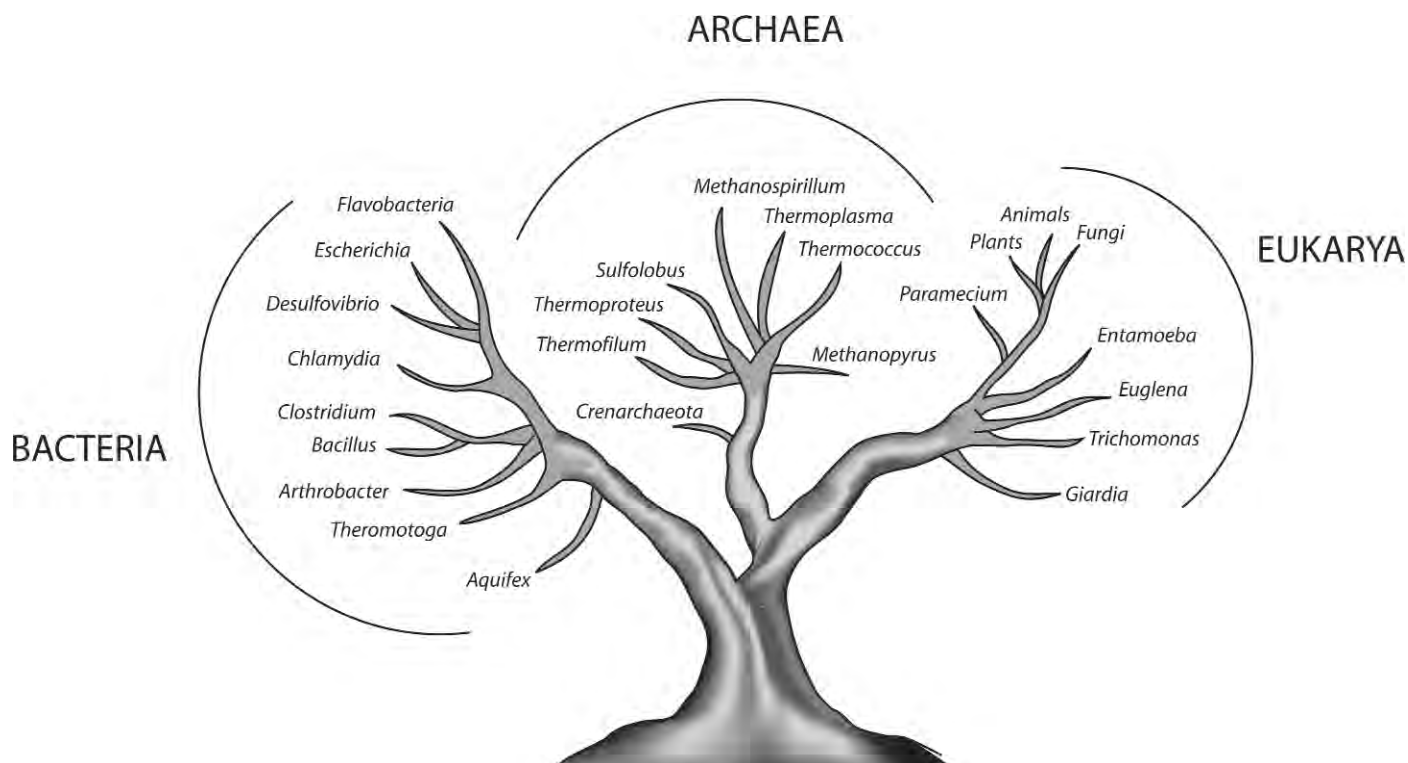 ARCHAEA
BACTERIA
Flavobacteria
Escherichia
Desulfovibrio
Chlamydia
Clostridium
Bacillus
Arthrobacter
Theromotoga
Aquifex
Methanospirillum
Thermoplasma
Thermococcus
Sulfolobus
Thermoproteus
Thermofilum
Methanopyrus
Crenarchaeota
EUKARYA
Animals
Fungi
Plants
Paramecium
Entamoeba
Euglena
Trichomonas
Giardia